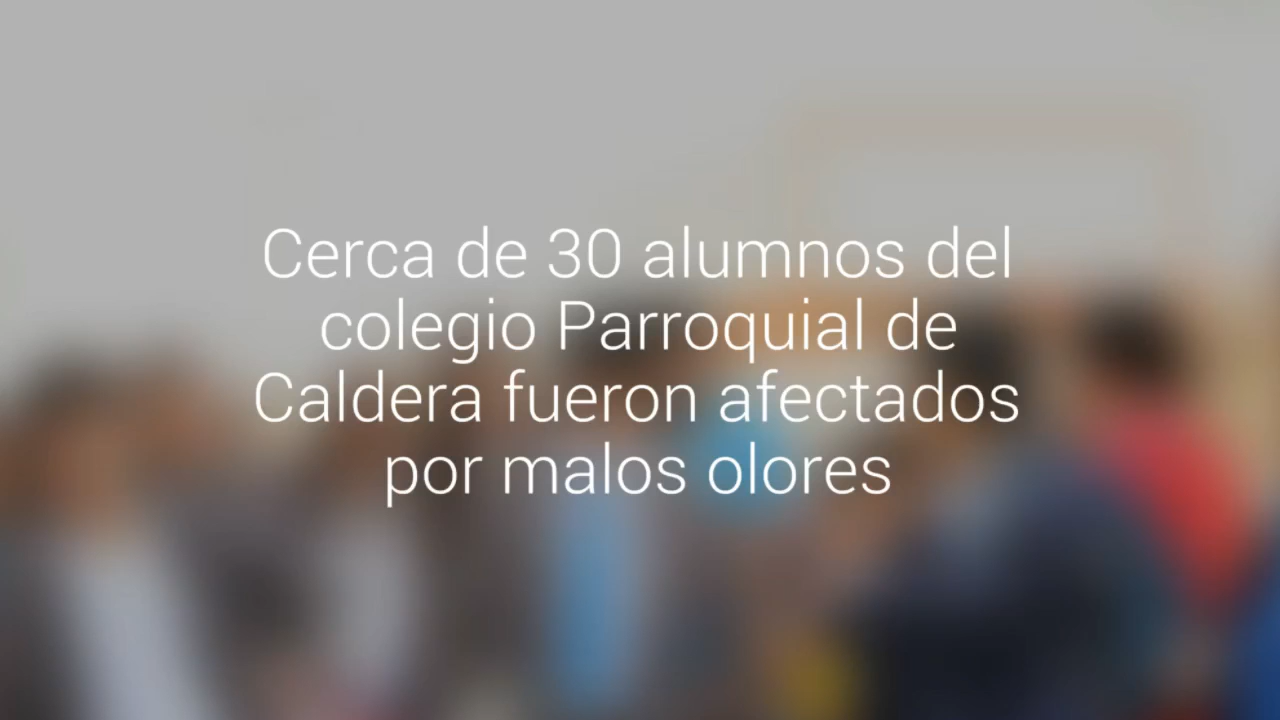 Cerca de 30 alumnos del
colegio Parroquial de
Caldera fueron afectados
por malos olores